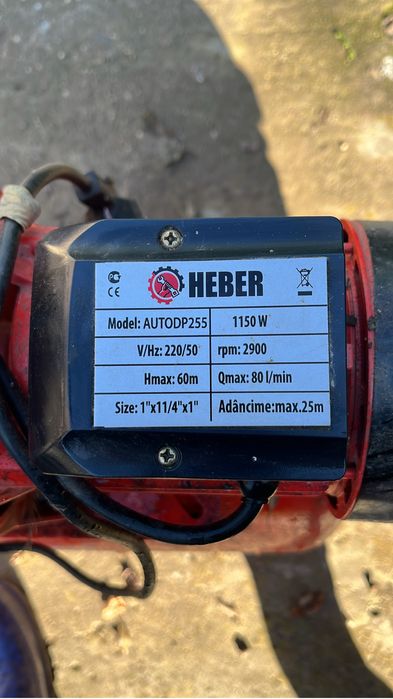 CE
HEBER
Model: AUTODP255 1150 W
V/Hz: 220/50 rpm: 2900
Hmax: 60m Qmax: 80 l/min
Size: 1"x11/4"x1" Adâncime:max.25m